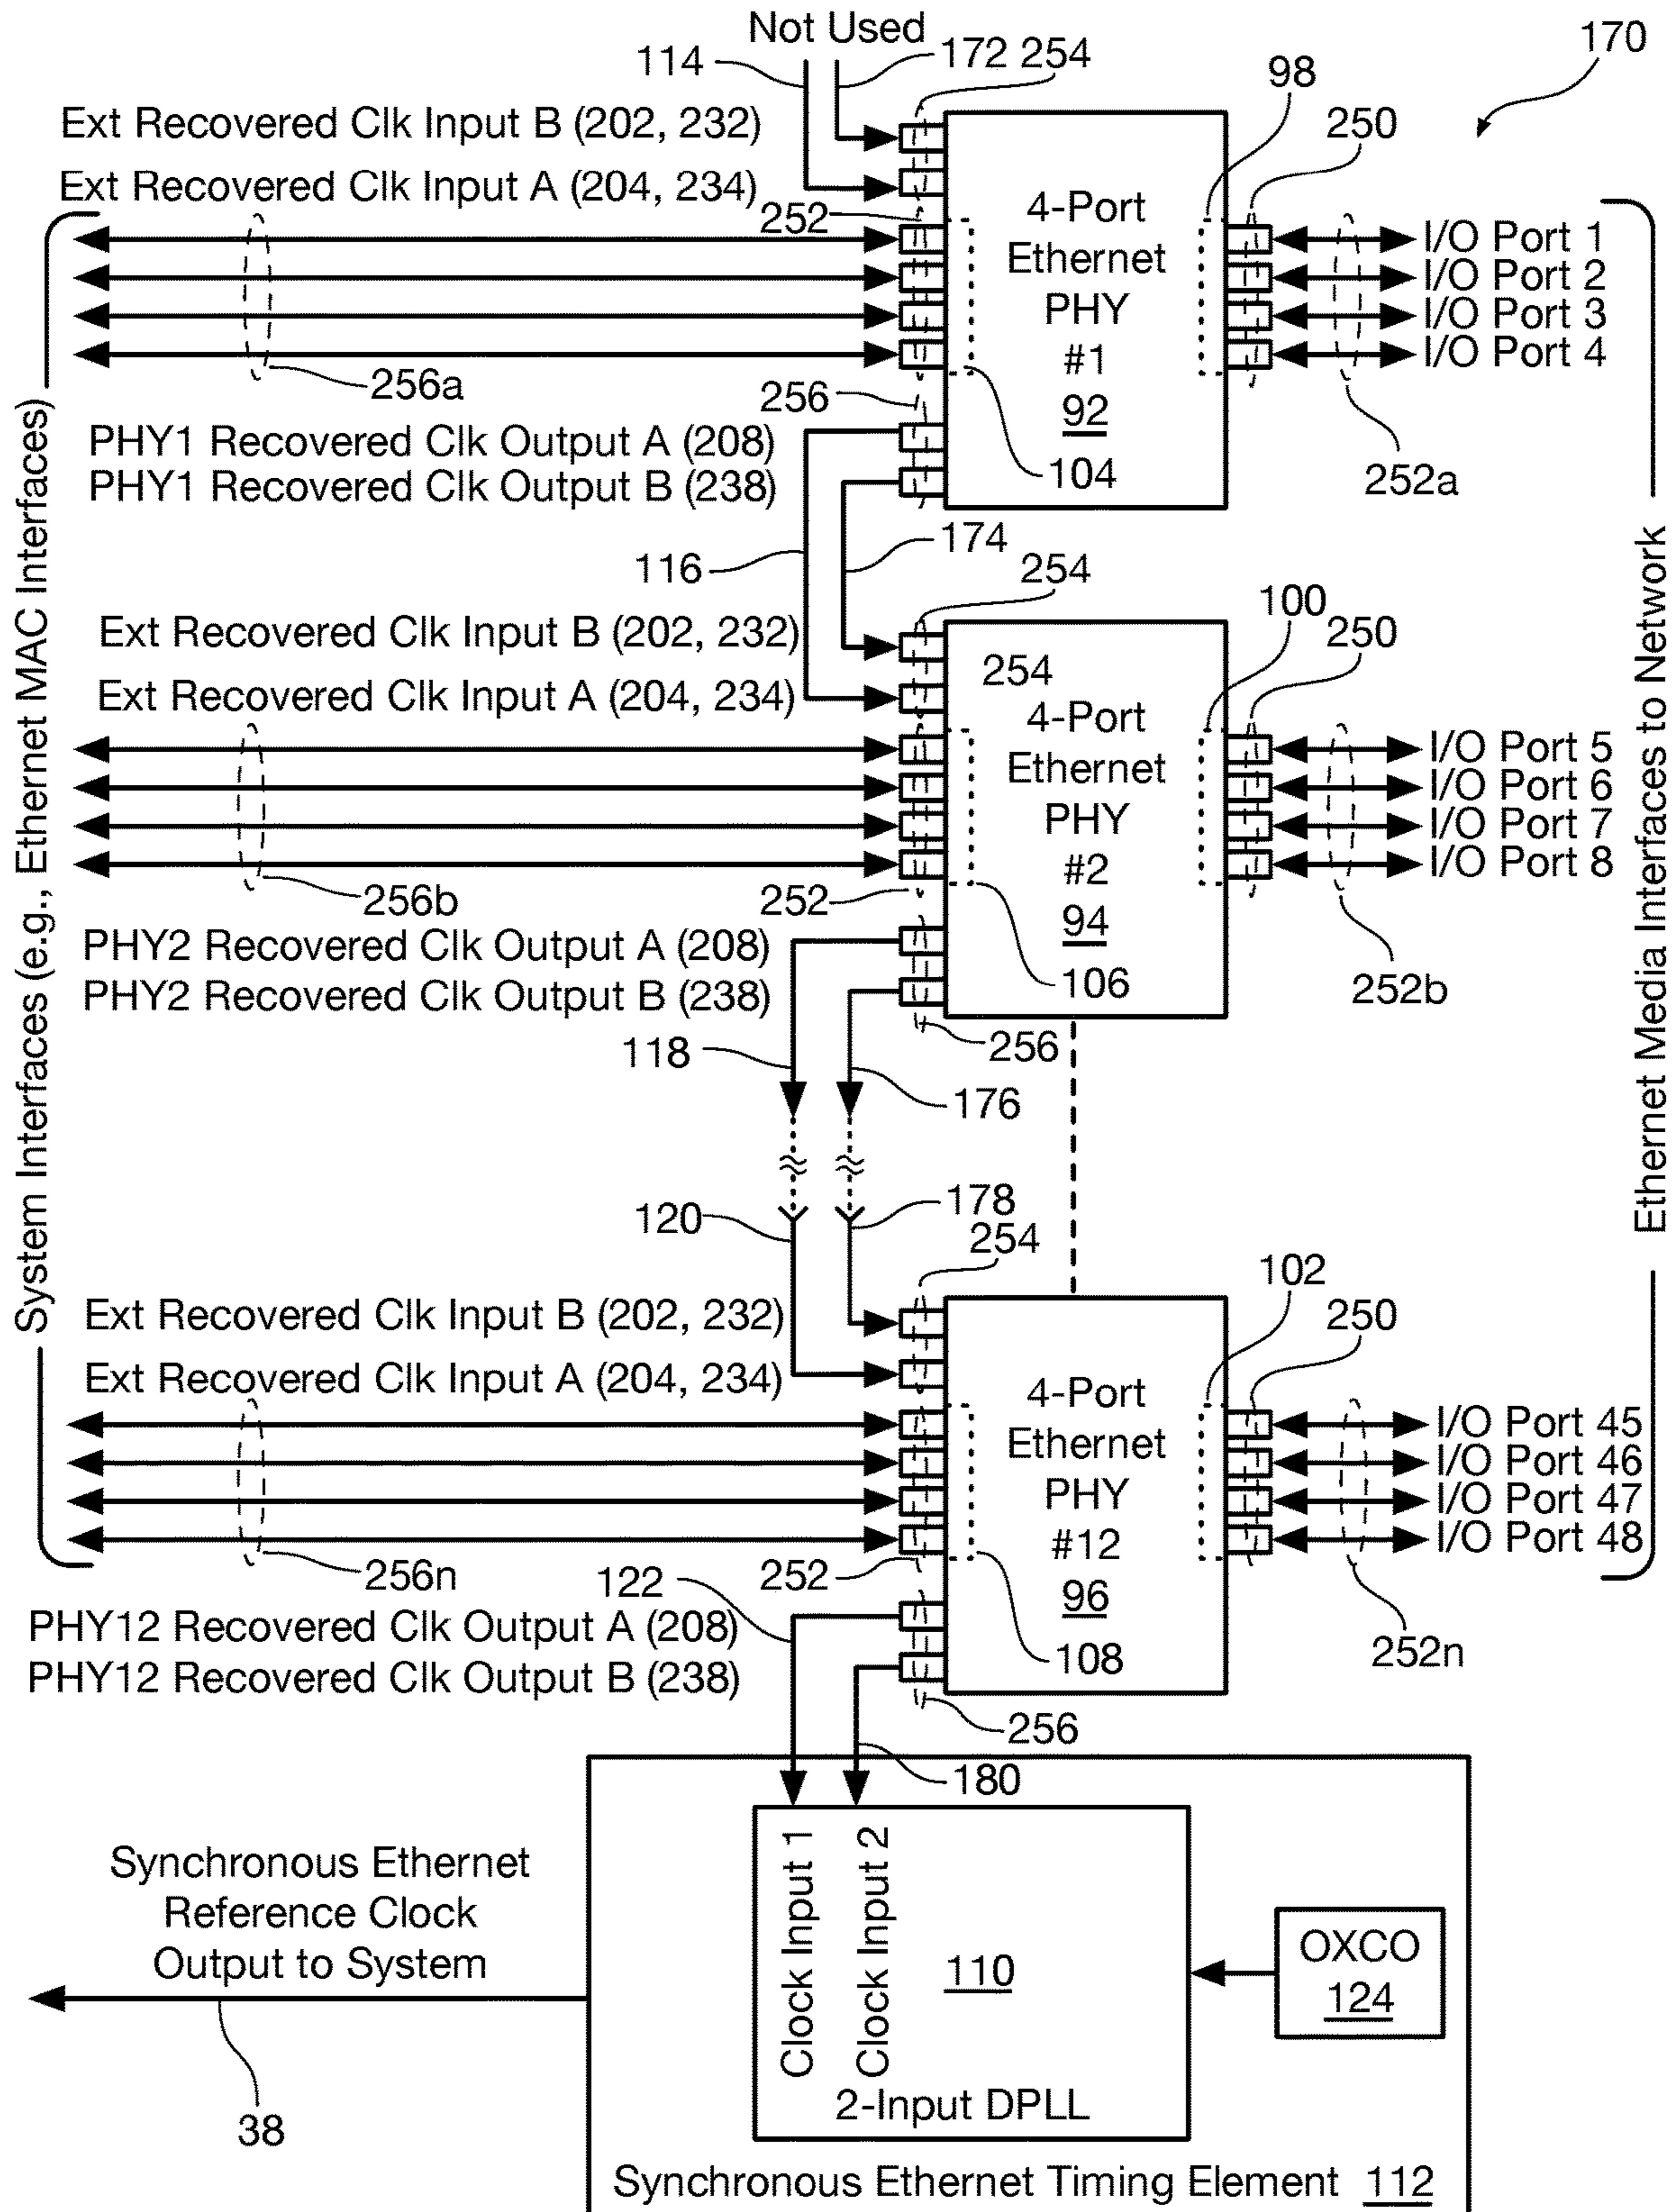 Not Used
114
172 254
98
170
250
Ext Recovered Clk Input B (202, 232)
Ext Recovered Clk Input A (204, 234)
252
4-Port
Ethernet
PHY
#1
92
I/O Port 1
I/O Port 2
I/O Port 3
I/O Port 4
256a
256
PHY1 Recovered Clk Output A (208)
PHY1 Recovered Clk Output B (238)
104
252a
174
116
254
100
250
Ext Recovered Clk Input B (202, 232)
Ext Recovered Clk Input A (204, 234)
254
4-Port
Ethernet
PHY
#2
94
I/O Port 5
I/O Port 6
I/O Port 7
I/O Port 8
256b
252
PHY2 Recovered Clk Output A (208)
PHY2 Recovered Clk Output B (238)
106
252b
118
256
176
178
120
254
102
250
Ext Recovered Clk Input B (202, 232)
Ext Recovered Clk Input A (204, 234)
4-Port
Ethernet
PHY
#12
96
I/O Port 45
I/O Port 46
I/O Port 47
I/O Port 48
256n
122
252
PHY12 Recovered Clk Output A (208)
PHY12 Recovered Clk Output B (238)
108
252n
256
180
System Interfaces (e.g., Ethernet MAC Interfaces)
Ethernet Media Interfaces to Network
Synchronous Ethernet
Reference Clock
Output to System
38
Clock Input 1
Clock Input 2
110
2-Input DPLL
OXCO
124
Synchronous Ethernet Timing Element 112